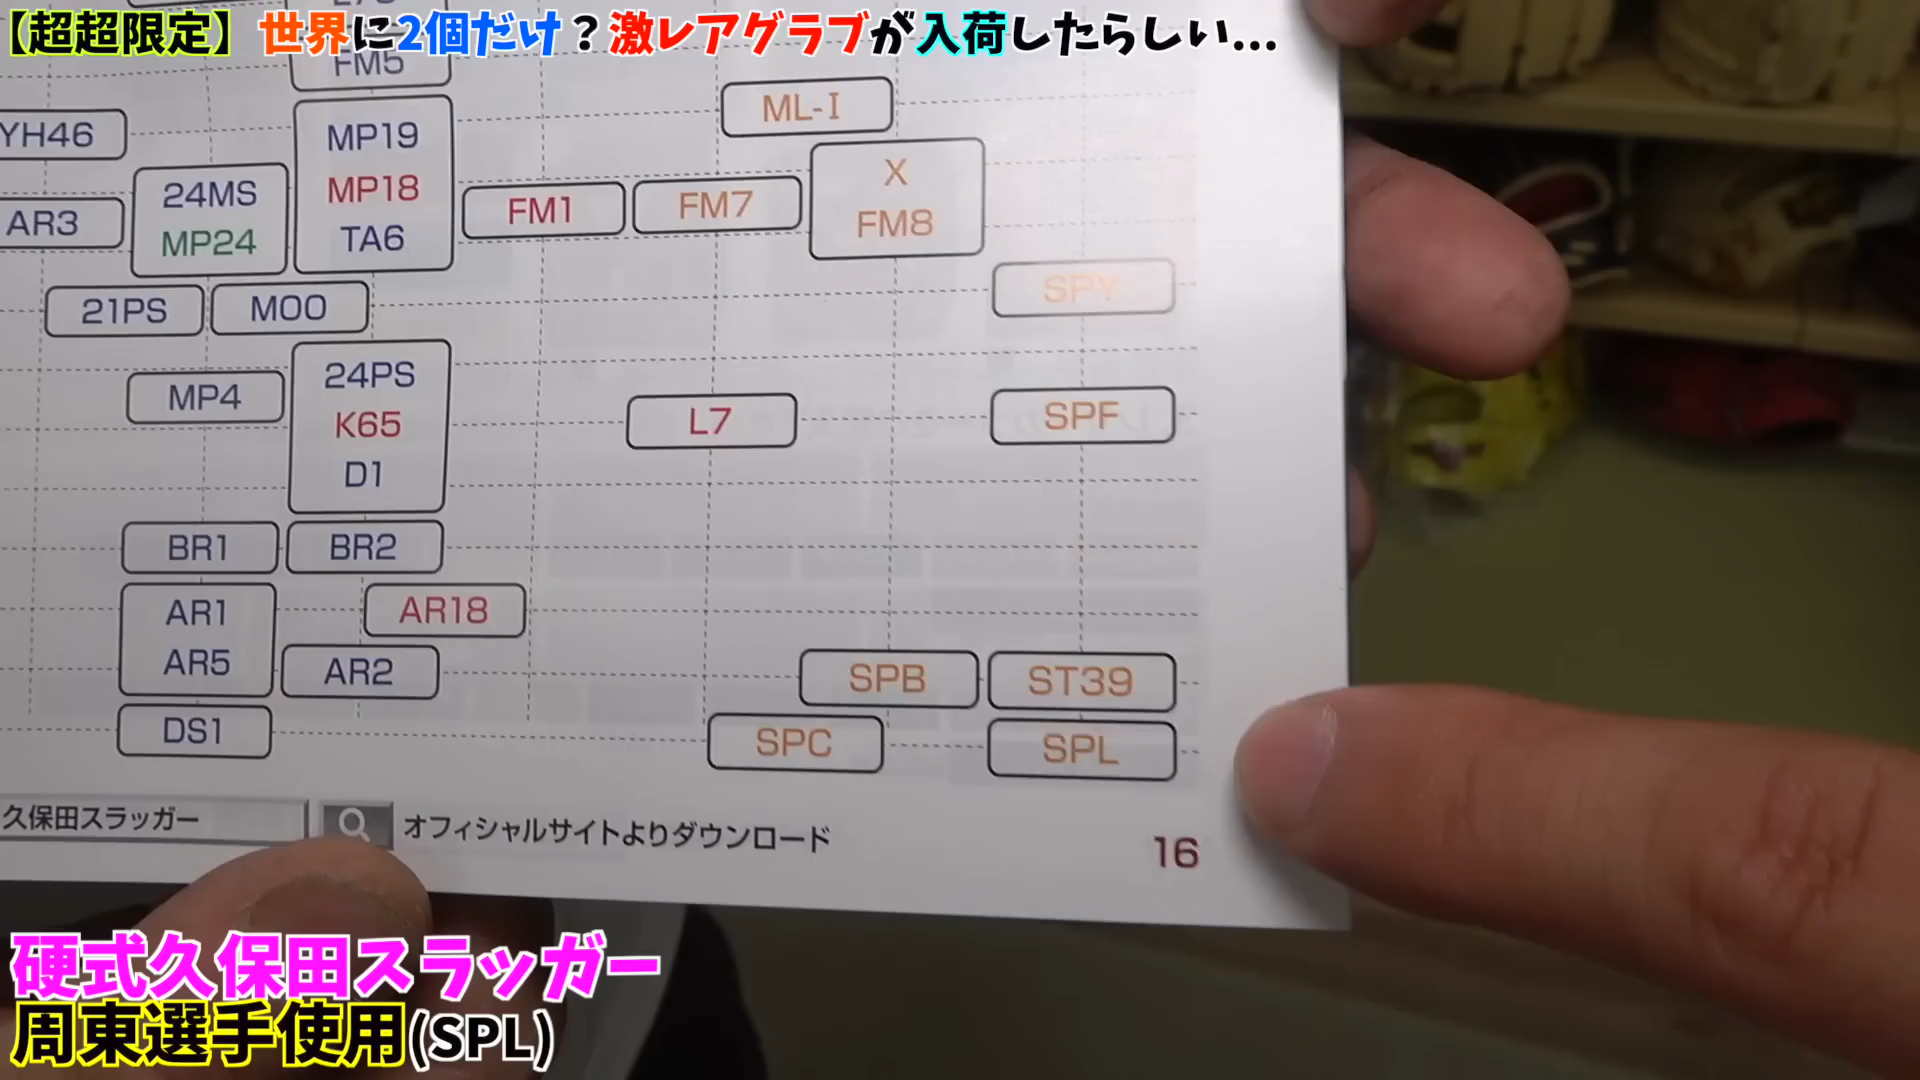 【超超限定】世界に2個だけ？激レアグラブが入荷したらしい...
FM5
ML-I
YH46
MP19
MP18
TA6
X
FM8
24MS
MP24
AR3
FM1
FM7
SPY
21PS
M00
24PS
K65
D1
MP4
L7
SPF
BR1
BR2
AR1
AR5
AR18
AR2
SPB
ST39
DS1
SPC
SPL
久保田スラッガー
オフィシャルサイトよりダウンロード
16
硬式久保田スラッガー
周東選手使用(SPL)